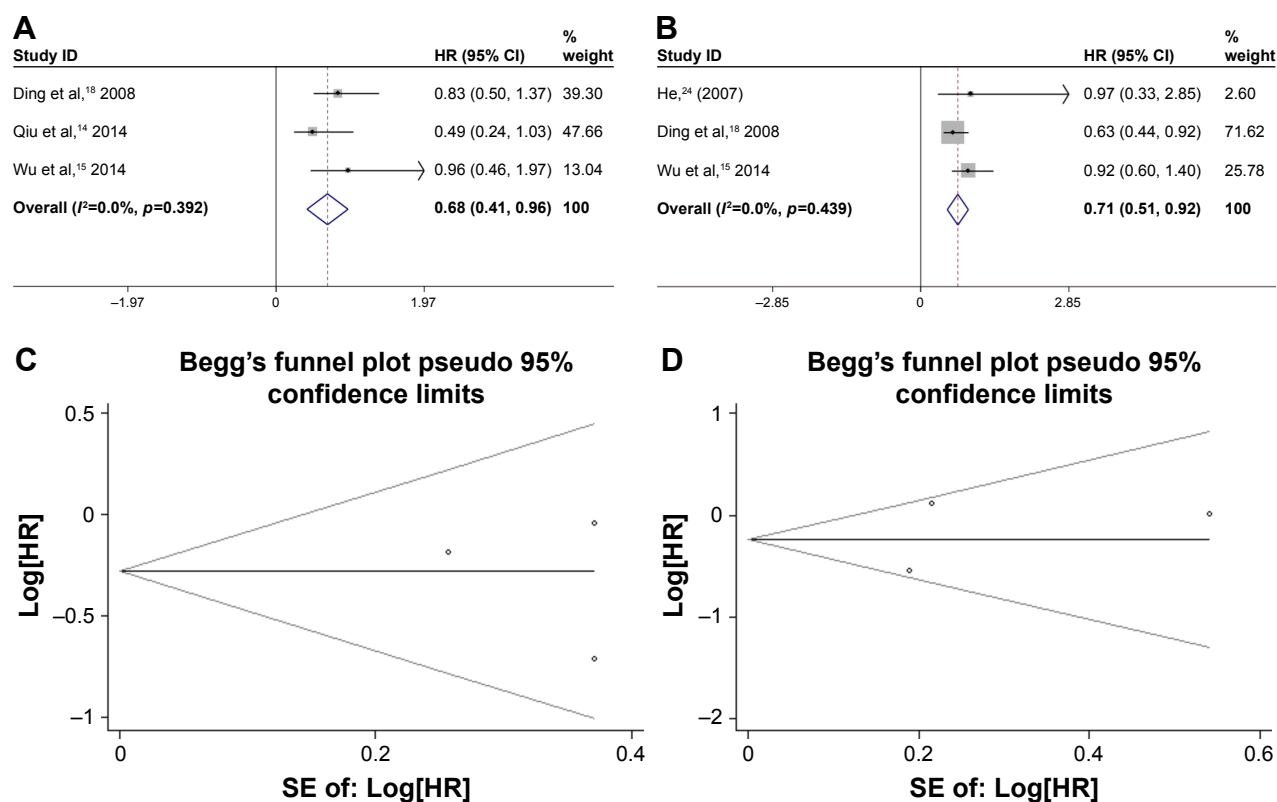 A
Study ID HR (95% CI) % weight
Ding et al,18 2008 0.83 (0.50, 1.37) 39.30
Qiu et al,14 2014 0.49 (0.24, 1.03) 47.66
Wu et al,15 2014 0.96 (0.46, 1.97) 13.04
Overall (I2=0.0%, p=0.392) 0.68 (0.41, 0.96) 100
–1.97 0 1.97
B
Study ID HR (95% CI) % weight
He,24 (2007) 0.97 (0.33, 2.85) 2.60
Ding et al,18 2008 0.63 (0.44, 0.92) 71.62
Wu et al,15 2014 0.92 (0.60, 1.40) 25.78
Overall (I2=0.0%, p=0.439) 0.71 (0.51, 0.92) 100
–2.85 0 2.85
C
Begg’s funnel plot pseudo 95%
confidence limits
Log[HR]
0.5
0
–0.5
–1
0 0.2 0.4
SE of: Log[HR]
D
Begg’s funnel plot pseudo 95%
confidence limits
Log[HR]
1
0
–1
–2
0 0.2 0.4 0.6
SE of: Log[HR]